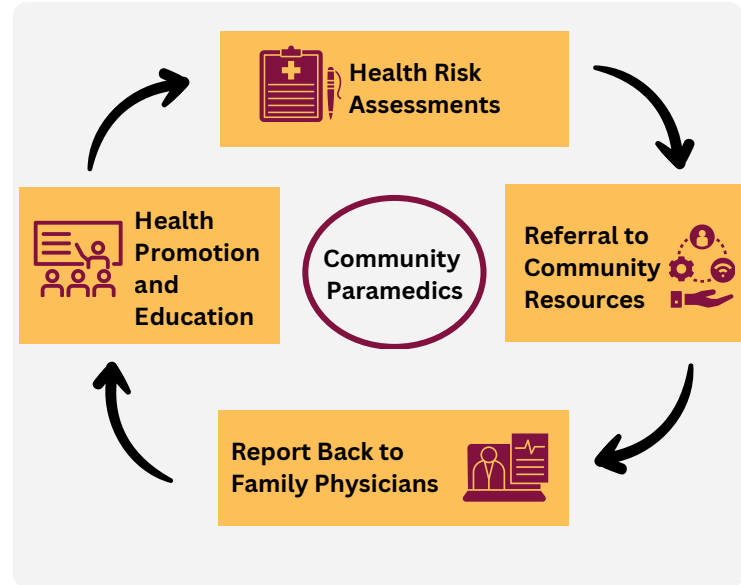 Health Risk
Assessments
Referral to
Community
Resources
Report Back to
Family Physicians
Health
Promotion
and
Education
Community
Paramedics